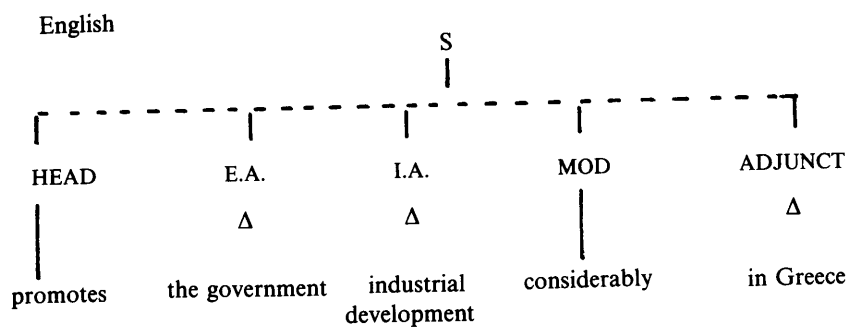 English
S
HEAD E.A. I.A. MOD ADJUNCT
Δ Δ Δ
promotes the government industrial development considerably in Greece